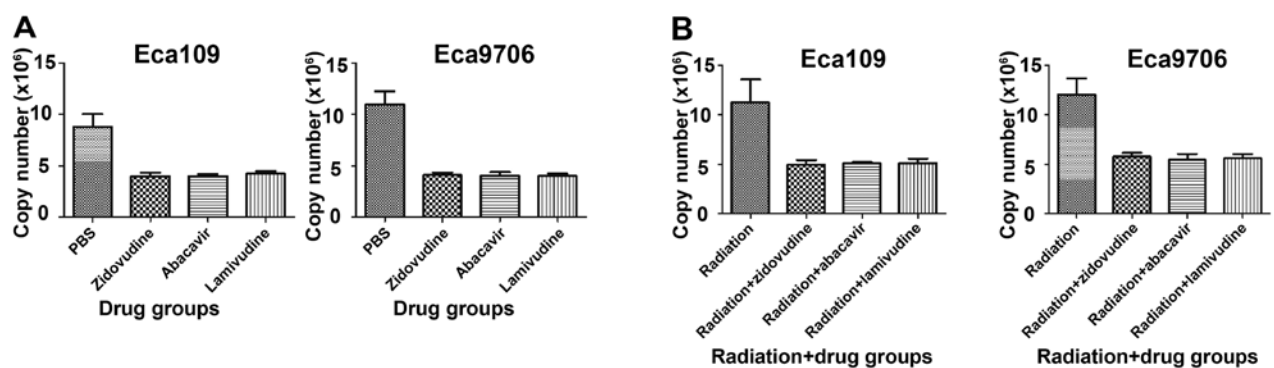 A
Eca109
Copy number (x10⁶)
15
10
5
0
PBS
Zidovudine
Abacavir
Lamivudine
Drug groups
Eca9706
Copy number (x10⁶)
15
10
5
0
PBS
Zidovudine
Abacavir
Lamivudine
Drug groups
B
Eca109
Copy number (x10⁶)
15
10
5
0
Radiation
Radiation+zidovudine
Radiation+abacavir
Radiation+lamivudine
Radiation+drug groups
Eca9706
Copy number (x10⁶)
15
10
5
0
Radiation
Radiation+zidovudine
Radiation+abacavir
Radiation+lamivudine
Radiation+drug groups